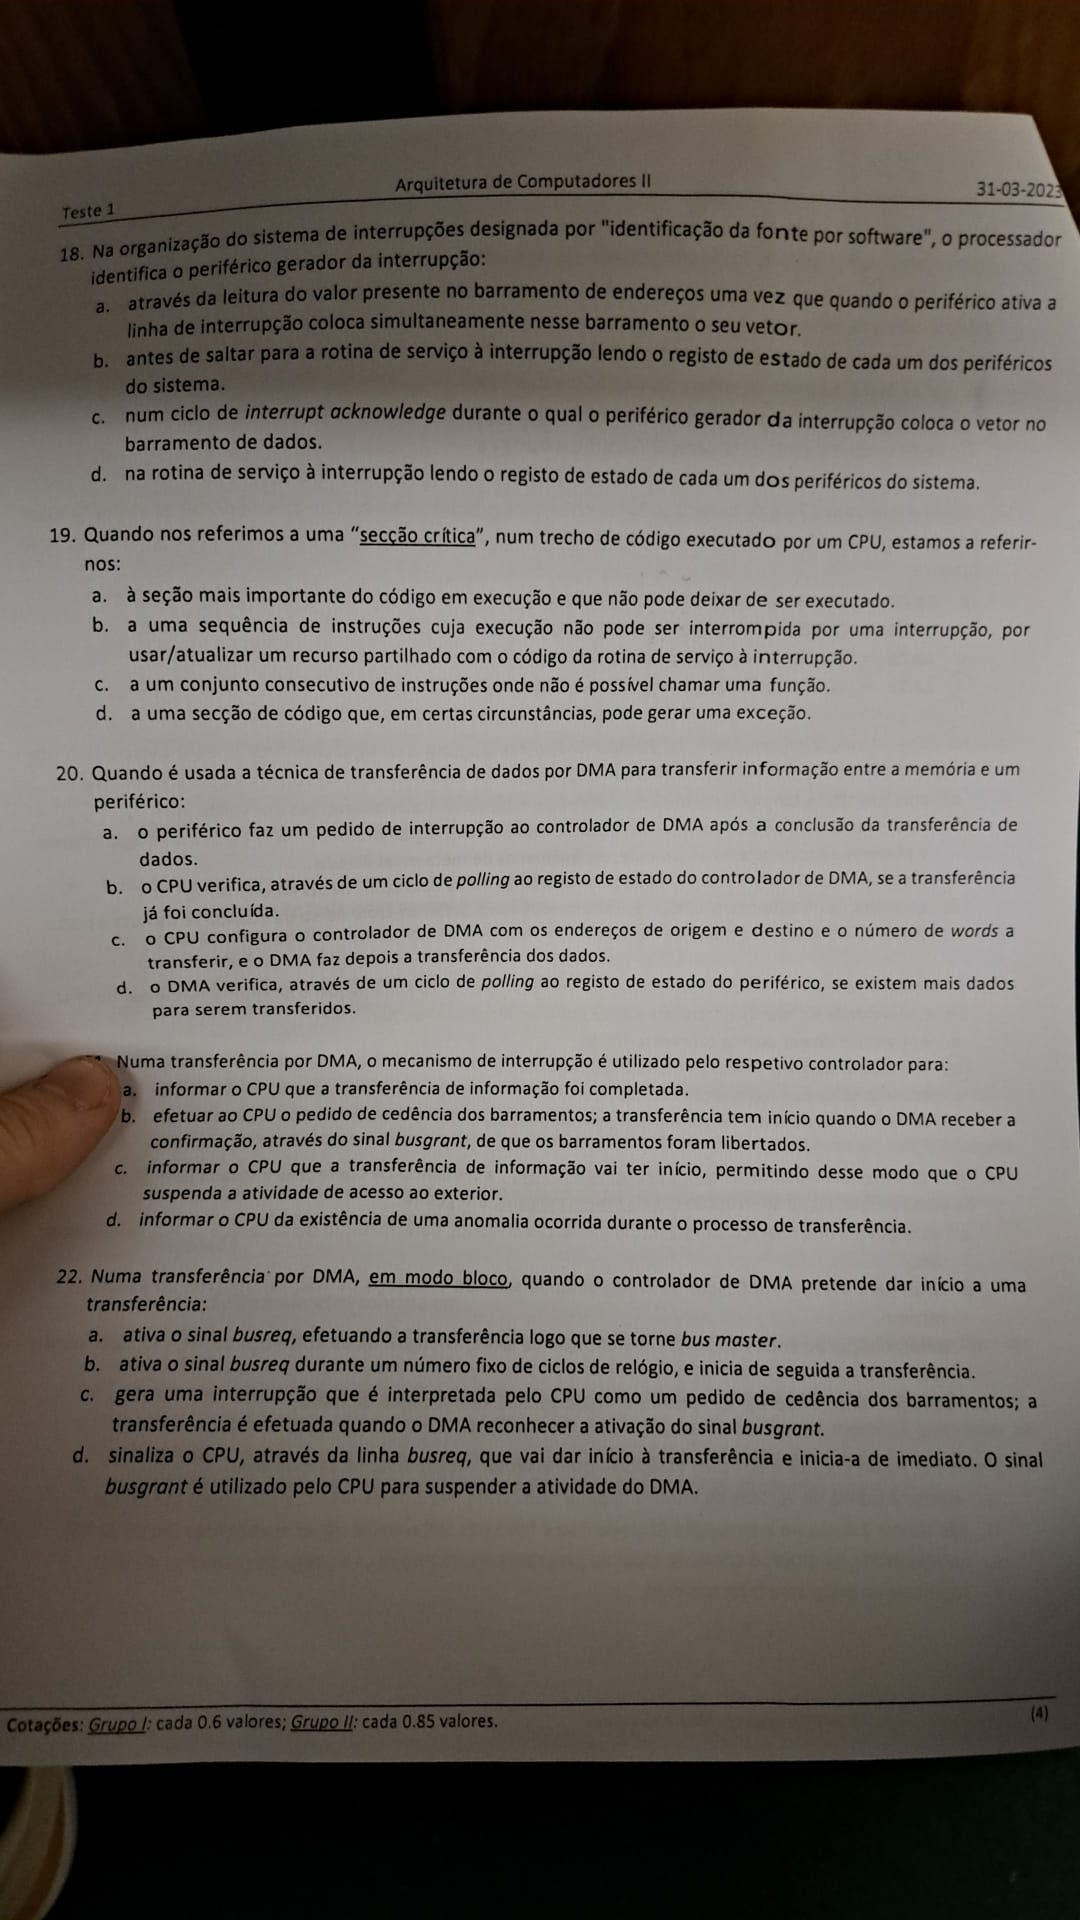 Arquitetura de Computadores II
31-03-2023
Teste 1
18. Na organização do sistema de interrupções designada por "identificação da fonte por software", o processador
identifica o periférico gerador da interrupção:
a. através da leitura do valor presente no barramento de endereços uma vez que quando o periférico ativa a
linha de interrupção coloca simultaneamente nesse barramento o seu vetor.
b. antes de saltar para a rotina de serviço à interrupção lendo o registo de estado de cada um dos periféricos
do sistema.
c. num ciclo de interrupt acknowledge durante o qual o periférico gerador da interrupção coloca o vetor no
barramento de dados.
d. na rotina de serviço à interrupção lendo o registo de estado de cada um dos periféricos do sistema.
19. Quando nos referimos a uma “secção crítica”, num trecho de código executado por um CPU, estamos a referir-
nos:
a. à seção mais importante do código em execução e que não pode deixar de ser executado.
b. a uma sequência de instruções cuja execução não pode ser interrompida por uma interrupção, por
usar/atualizar um recurso partilhado com o código da rotina de serviço à interrupção.
c. a um conjunto consecutivo de instruções onde não é possível chamar uma função.
d. a uma secção de código que, em certas circunstâncias, pode gerar uma exceção.
20. Quando é usada a técnica de transferência de dados por DMA para transferir informação entre a memória e um
periférico:
a. o periférico faz um pedido de interrupção ao controlador de DMA após a conclusão da transferência de
dados.
b. o CPU verifica, através de um ciclo de polling ao registo de estado do controlador de DMA, se a transferência
já foi concluída.
c. o CPU configura o controlador de DMA com os endereços de origem e destino e o número de words a
transferir, e o DMA faz depois a transferência dos dados.
d. o DMA verifica, através de um ciclo de polling ao registo de estado do periférico, se existem mais dados
para serem transferidos.
Numa transferência por DMA, o mecanismo de interrupção é utilizado pelo respetivo controlador para:
a. informar o CPU que a transferência de informação foi completada.
b. efetuar ao CPU o pedido de cedência dos barramentos; a transferência tem início quando o DMA receber a
confirmação, através do sinal busgrant, de que os barramentos foram libertados.
c. informar o CPU que a transferência de informação vai ter início, permitindo desse modo que o CPU
suspenda a atividade de acesso ao exterior.
d. informar o CPU da existência de uma anomalia ocorrida durante o processo de transferência.
22. Numa transferência por DMA, em modo bloco, quando o controlador de DMA pretende dar início a uma
transferência:
a. ativa o sinal busreq, efetuando a transferência logo que se torne bus master.
b. ativa o sinal busreq durante um número fixo de ciclos de relógio, e inicia de seguida a transferência.
c. gera uma interrupção que é interpretada pelo CPU como um pedido de cedência dos barramentos; a
transferência é efetuada quando o DMA reconhecer a ativação do sinal busgrant.
d. sinaliza o CPU, através da linha busreq, que vai dar início à transferência e inicia-a de imediato. O sinal
busgrant é utilizado pelo CPU para suspender a atividade do DMA.
Cotações: Grupo I: cada 0.6 valores; Grupo II: cada 0.85 valores.
(4)